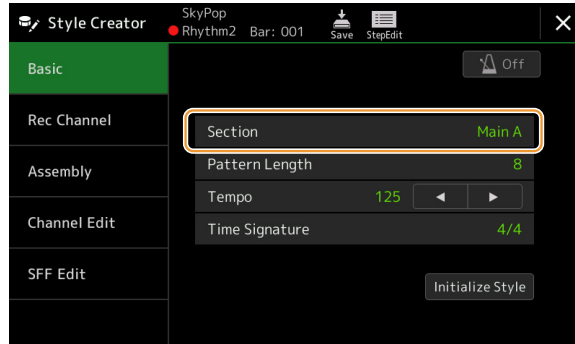 Style Creator
SkyPop
Rhythm2 Bar: 001
Save
StepEdit
Basic
Off
Rec Channel
Section Main A
Assembly
Pattern Length 8
Tempo 125
Channel Edit
Time Signature 4/4
SFF Edit
Initialize Style